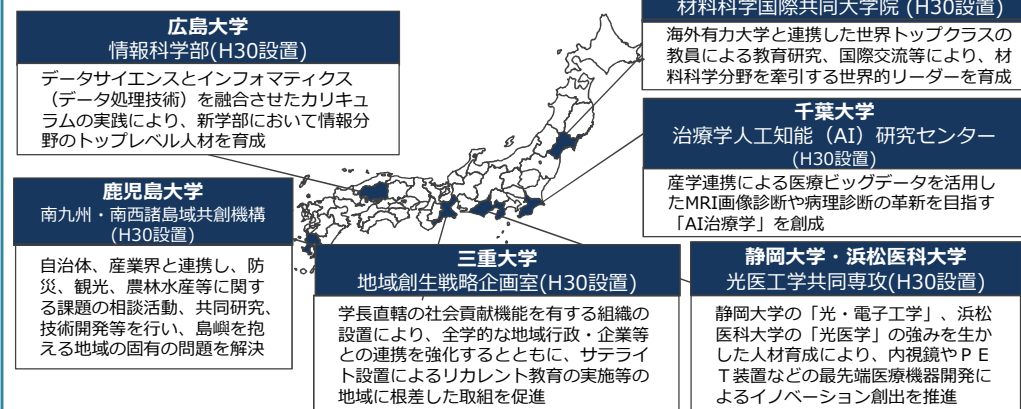 広島大学
情報科学部(H30設置)
データサイエンスとインフォマティクス
（データ処理技術）を融合させたカリキュ
ラムの実践により、新学部において情報分
野のトップレベル人材を育成
鹿児島大学
南九州・南西諸島域共創機構
(H30設置)
自治体、産業界と連携し、防
災、観光、農林水産等に関す
る課題の相談活動、共同研究、
技術開発等を行い、島嶼を抱
える地域の固有の問題を解決
三重大学
地域創生戦略企画室(H30設置)
学長直轄の社会貢献機能を有する組織の
設置により、全学的な地域行政・企業等
との連携を強化するとともに、サテライ
ト設置によるリカレント教育の実施等の
地域に根差した取組を促進
材料科学国際共同大学院 (H30設置)
海外有力大学と連携した世界トップクラスの
教員による教育研究、国際交流等により、材
料科学分野を牽引する世界的リーダーを育成
千葉大学
治療学人工知能（AI）研究センター
(H30設置)
産学連携による医療ビッグデータを活用し
たMRI画像診断や病理診断の革新を目指す
「AI治療学」を創成
静岡大学・浜松医科大学
光医工学共同専攻(H30設置)
静岡大学の「光・電子工学」、浜松
医科大学の「光医学」の強みを生か
した人材育成により、内視鏡やＰＥ
Ｔ装置などの最先端医療機器開発に
よるイノベーション創出を推進